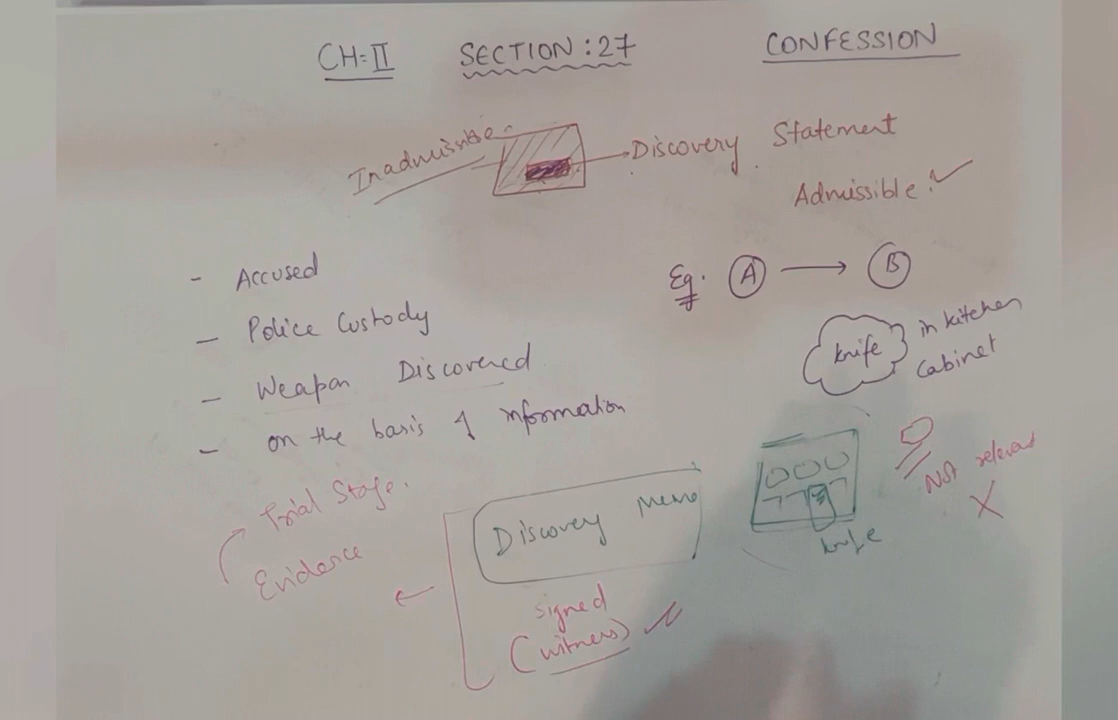 CH=II SECTION:27 CONFESSION
Inadmissible
Discovery Statement
Admissible ✓
- Accused
- Police Custody
- Weapon Discovered
- on the basis of information
Eg. A → B
knife in kitchen
cabinet
Trial Stage.
Evidence
Discovery Memo
signed
(witness) ✓
knife
Not relevant
X